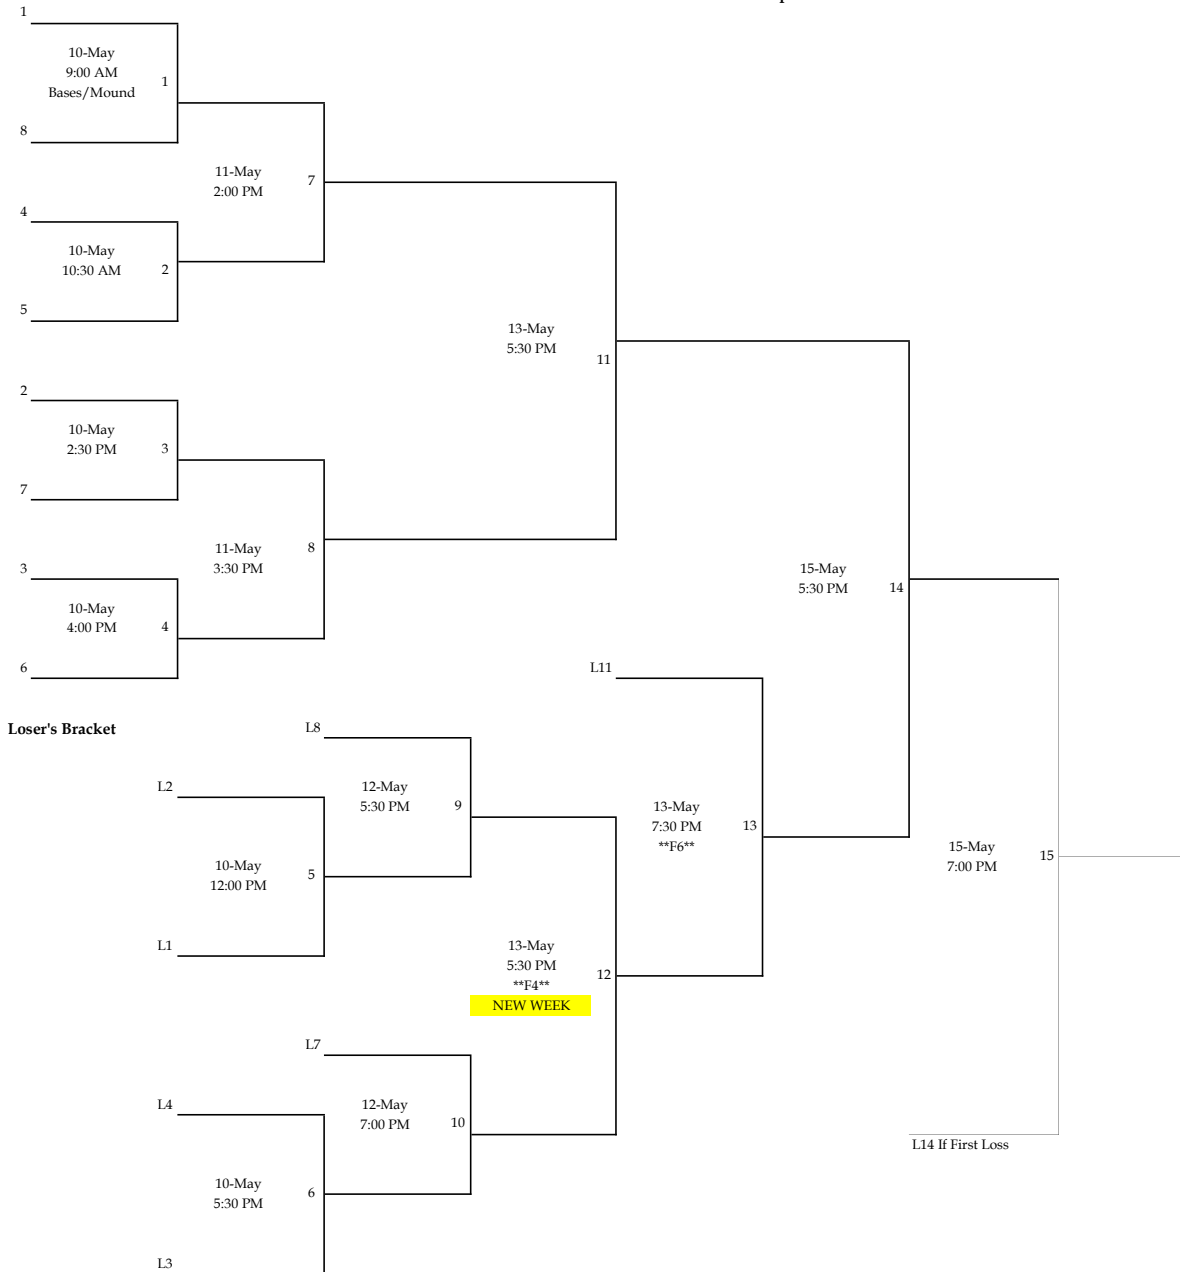 1
10-May
9:00 AM
Bases/Mound
1
8
11-May
2:00 PM
7
4
10-May
10:30 AM
2
5
13-May
5:30 PM
11
2
10-May
2:30 PM
3
7
11-May
3:30 PM
8
3
10-May
4:00 PM
4
6
15-May
5:30 PM
14
L11
Loser's Bracket
L8
L2
12-May
5:30 PM
9
13-May
7:30 PM
**F6**
13
10-May
12:00 PM
5
15-May
7:00 PM
15
L1
13-May
5:30 PM
**F4**
NEW WEEK
12
L7
L4
12-May
7:00 PM
10
L14 If First Loss
10-May
5:30 PM
6
L3